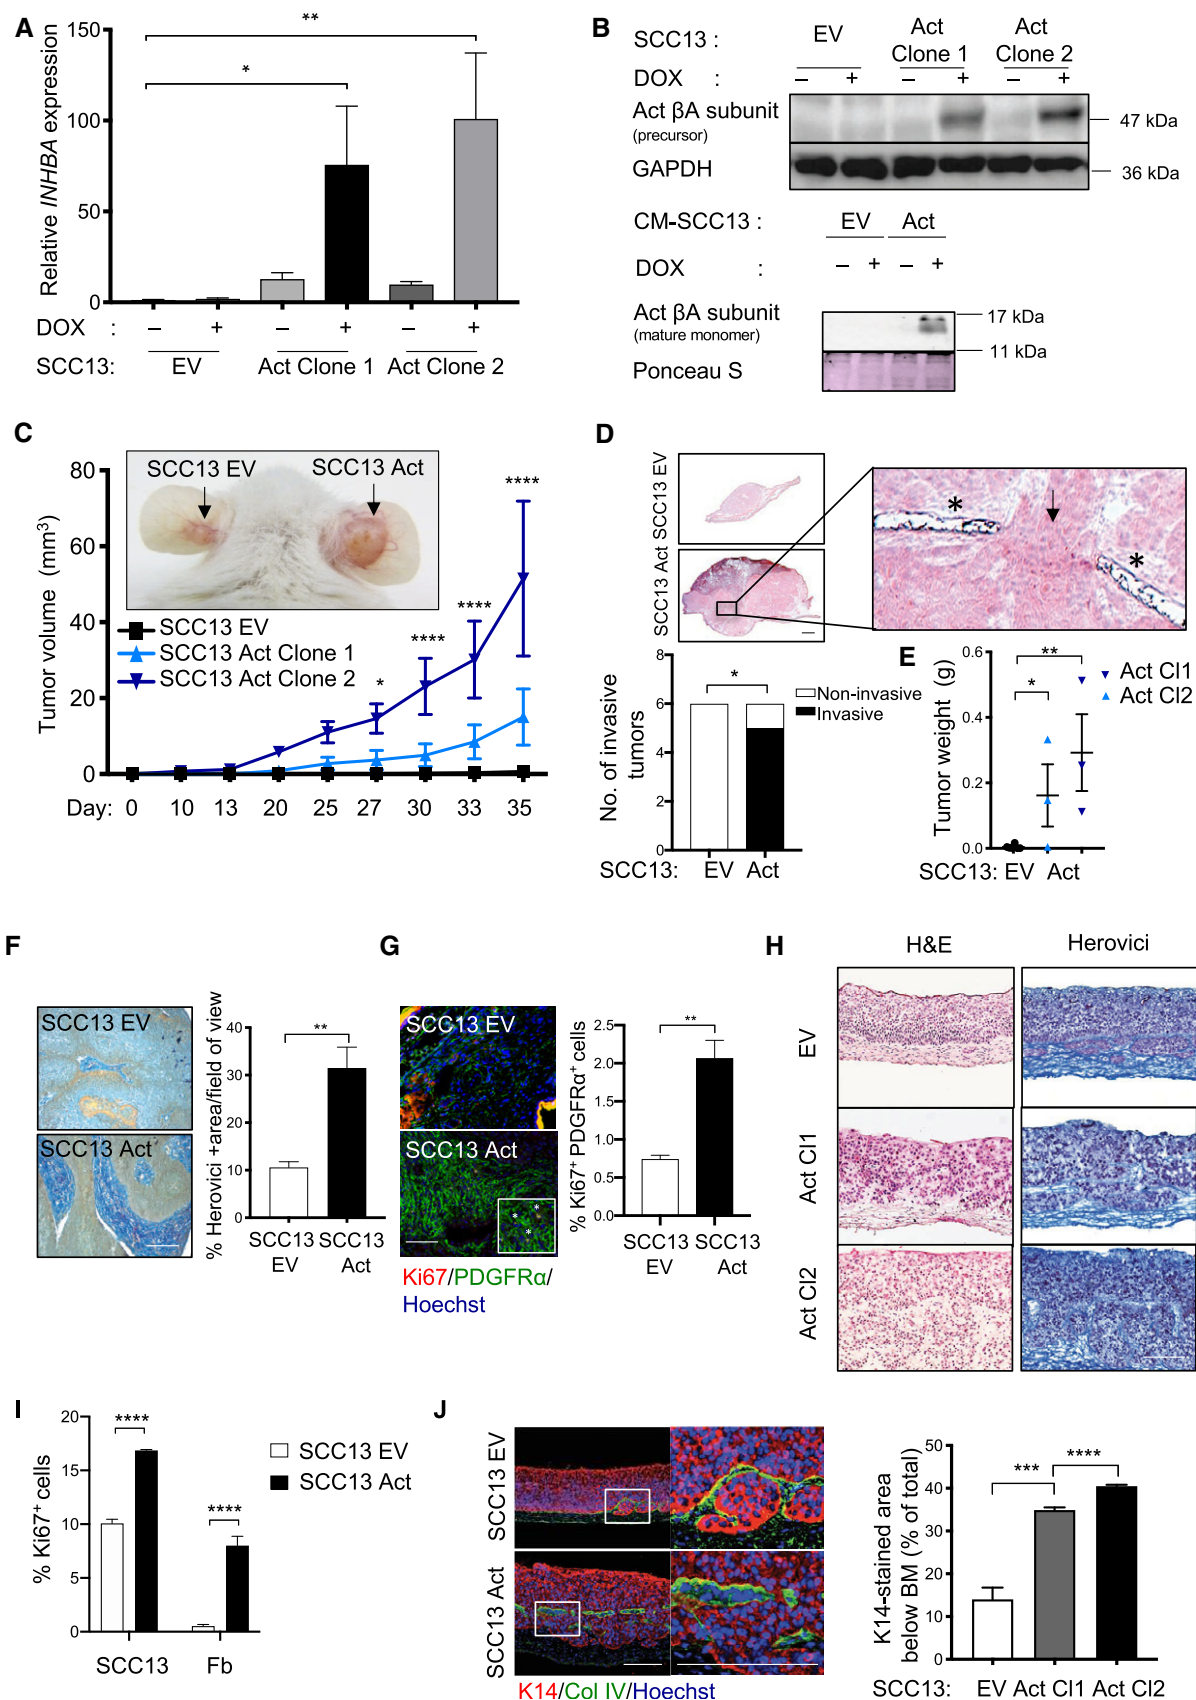 A
Relative INHBA expression
150
100
50
0
*
**
DOX : – + – + – +
SCC13: EV Act Clone 1 Act Clone 2
B
SCC13 : EV Act Clone 1 Act Clone 2
DOX : – + – + – +
Act βA subunit
(precursor)
47 kDa
GAPDH
36 kDa
CM-SCC13 : EV Act
DOX : – + – +
Act βA subunit
(mature monomer)
17 kDa
11 kDa
Ponceau S
C
Tumor volume (mm³)
80
60
40
20
0
SCC13 EV SCC13 Act
SCC13 EV
SCC13 Act Clone 1
SCC13 Act Clone 2
* **** **** ****
Day: 0 10 13 20 25 27 30 33 35
D
SCC13 EV
SCC13 Act
* *
No. of invasive tumors
8
6
4
2
0
*
Non-invasive
Invasive
SCC13: EV Act
E
Tumor weight (g)
0.6
0.4
0.2
0.0
*
**
Act Cl1
Act Cl2
SCC13: EV Act
F
SCC13 EV
SCC13 Act
% Herovici +area/field of view
40
30
20
10
0
**
SCC13 EV
SCC13 Act
G
SCC13 EV
SCC13 Act
* * *
Ki67/PDGFRα/
Hoechst
% Ki67⁺ PDGFRα⁺ cells
2.5
2.0
1.5
1.0
0.5
0.0
**
SCC13 EV
SCC13 Act
H
H&E Herovici
EV
Act Cl1
Act Cl2
I
% Ki67⁺ cells
20
15
10
5
0
****
****
SCC13 EV
SCC13 Act
SCC13 Fb
J
SCC13 EV
SCC13 Act
K14/Col IV/Hoechst
K14-stained area
below BM (% of total)
50
40
30
20
10
0
***
****
SCC13: EV Act Cl1 Act Cl2